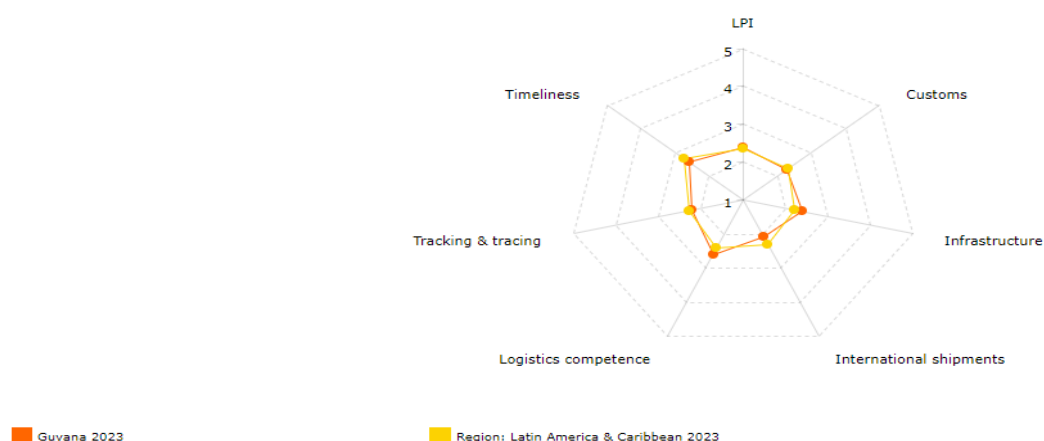 LPI
5
Customs
Timeliness
4
3
2
1
Tracking & tracing
Infrastructure
Logistics competence
International shipments
Guyana 2023
Region: Latin America & Caribbean 2023